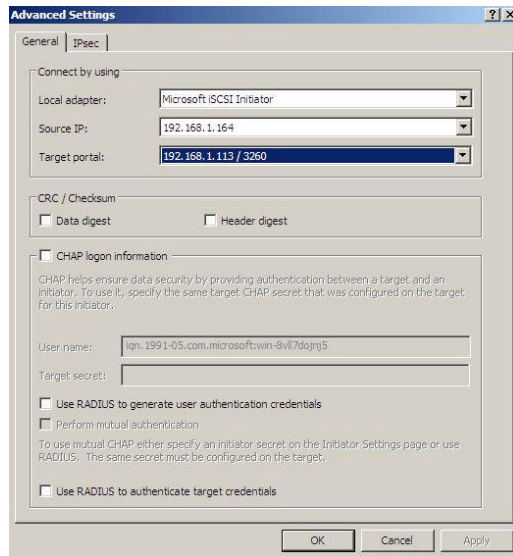 Advanced Settings
General
IPsec
Connect by using
Local adapter:
Microsoft iSCSI Initiator
Source IP:
192.168.1.164
Target portal:
192.168.1.113 / 3260
CRC / Checksum
Data digest
Header digest
CHAP logon information
CHAP helps ensure data security by providing authentication between a target and an
initiator. To use it, specify the same target CHAP secret that was configured on the target
for this initiator.
User name:
iqn.1991-05.com.microsoft:win-8vll7dojnj5
Target secret:
Use RADIUS to generate user authentication credentials
Perform mutual authentication
To use mutual CHAP either specify an initiator secret on the Initiator Settings page or use
RADIUS. The same secret must be configured on the target.
Use RADIUS to authenticate target credentials
OK
Cancel
Apply